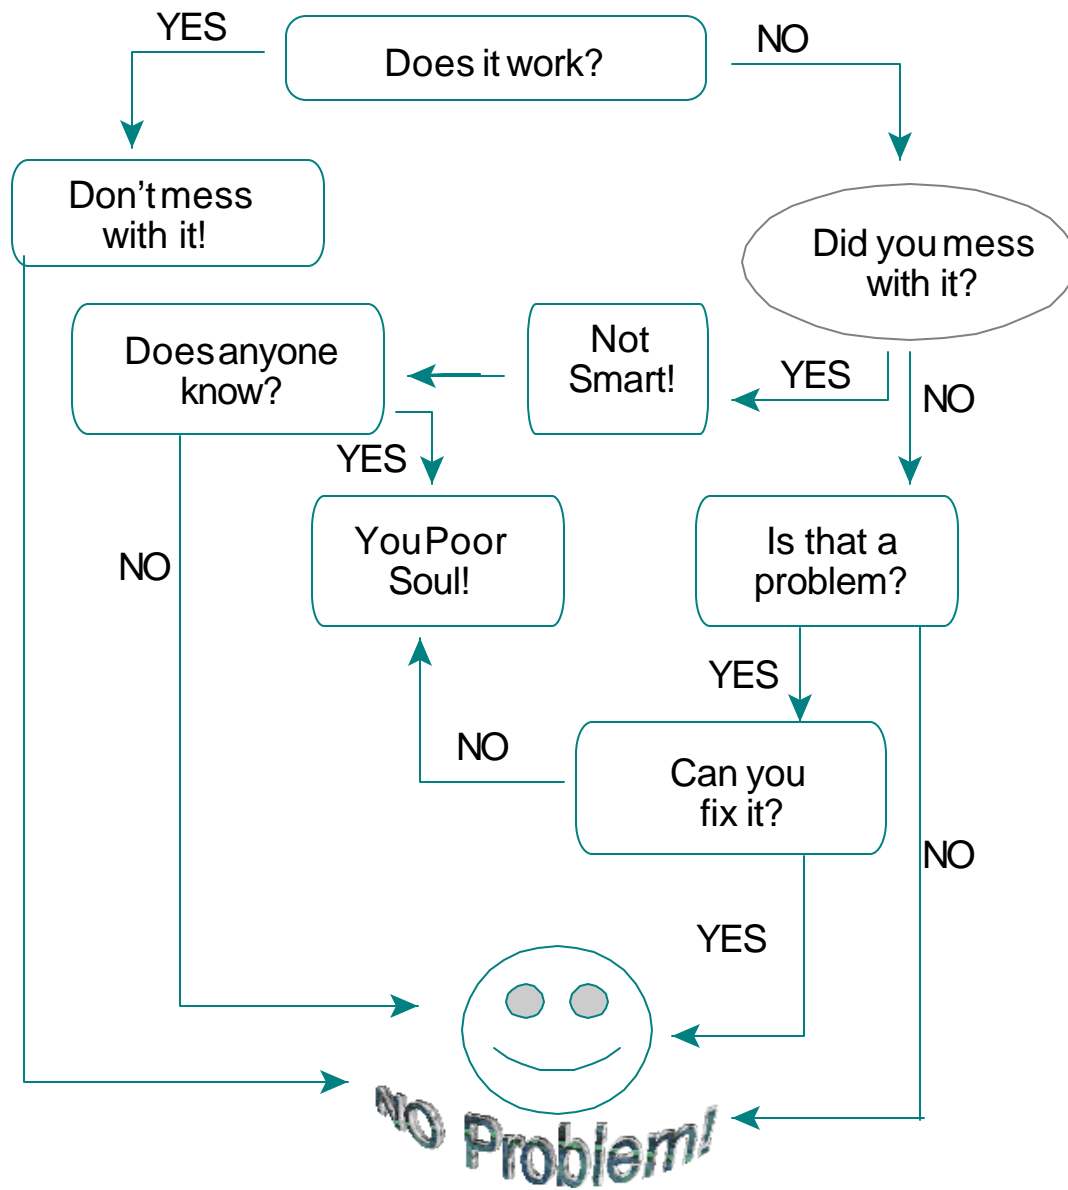 YES
Does it work?
NO
Don't mess
with it!
Did you mess
with it?
Does anyone
know?
Not
Smart!
YES
NO
YES
You Poor
Soul!
Is that a
problem?
NO
YES
NO
Can you
fix it?
NO
YES
NO Problem!